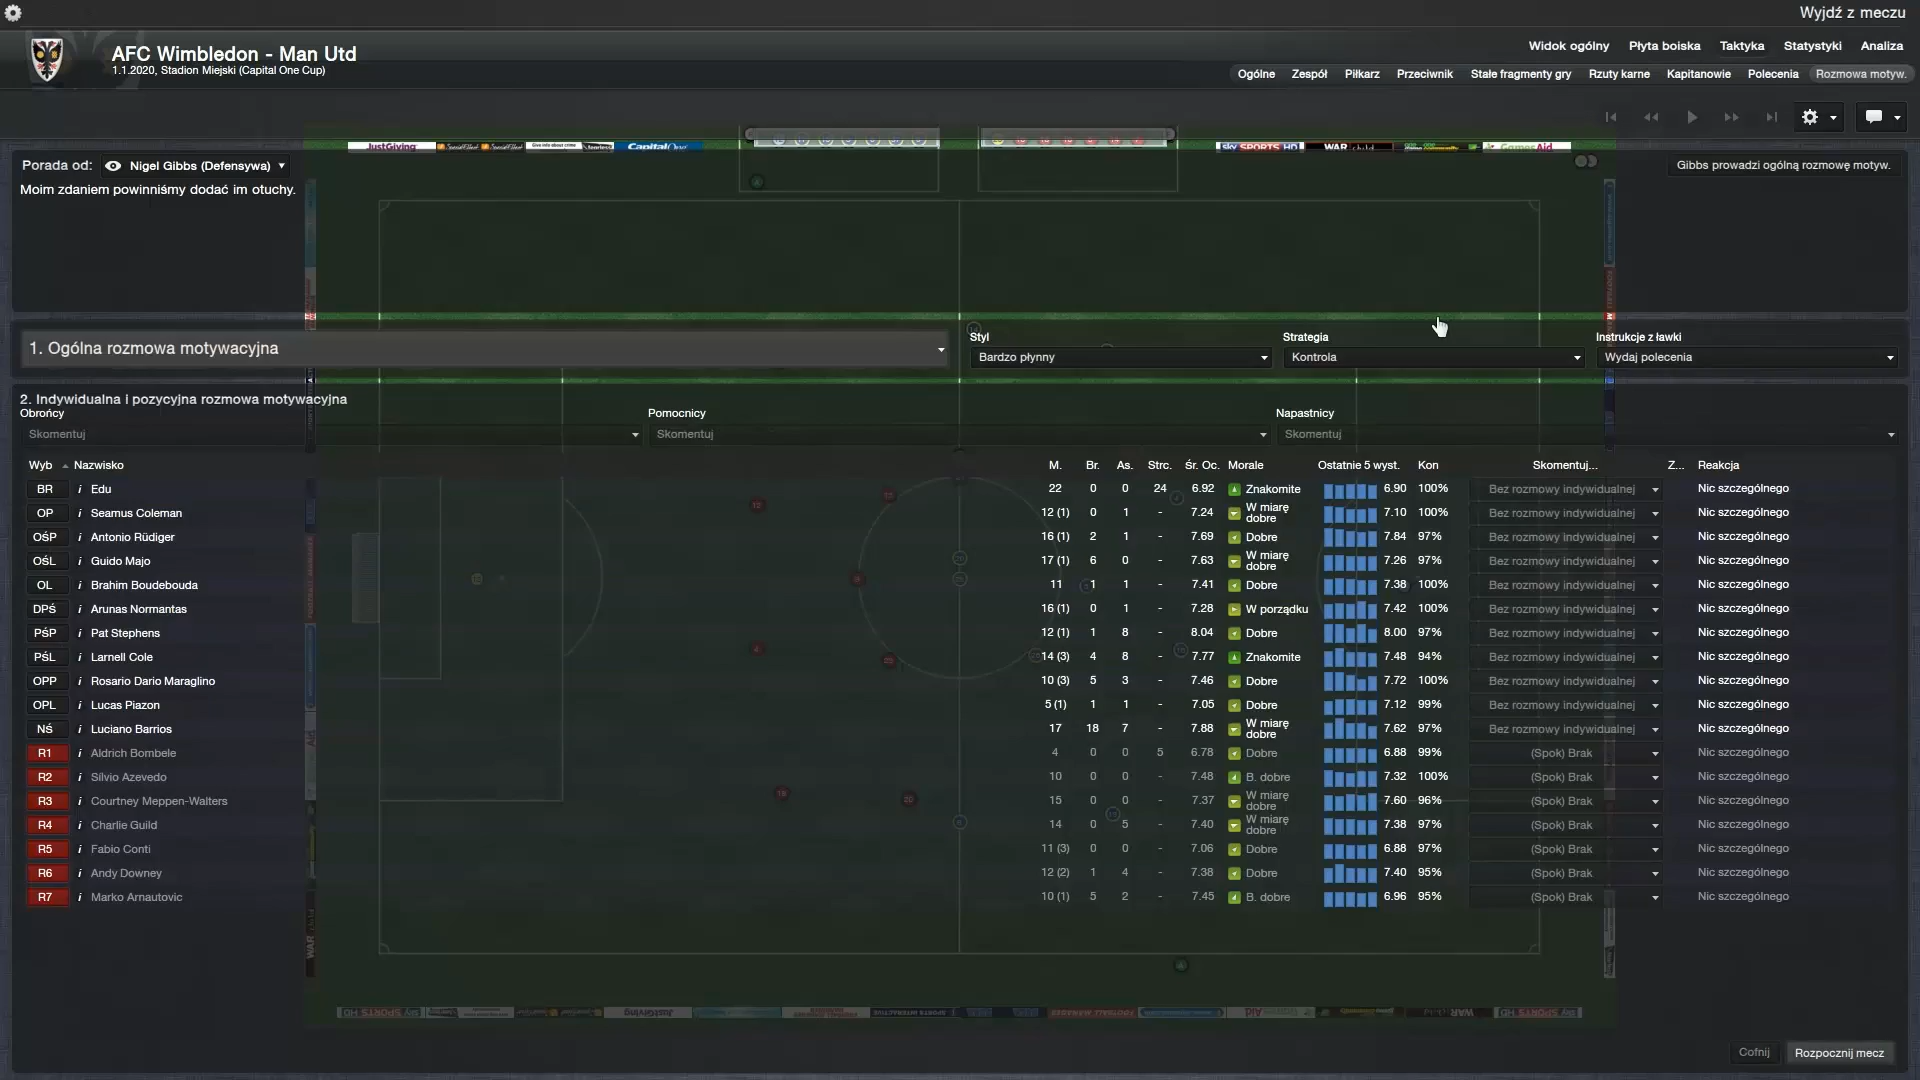 Wyjdź z meczu
AFC Wimbledon - Man Utd
1.1.2020, Stadion Miejski (Capital One Cup)
Widok ogólny Płyta boiska Taktyka Statystyki Analiza
Ogólne Zespół Piłkarz Przeciwnik Stałe fragmenty gry Rzuty karne Kapitanowie Polecenia Rozmowa motyw.
JustGiving CapitalOne sky SPORTS HD WAR child GamesAid
Porada od: Nigel Gibbs (Defensywa)
Gibbs prowadzi ogólną rozmowę motyw.
Moim zdaniem powinniśmy dodać im otuchy.
1. Ogólna rozmowa motywacyjna
Styl Strategia Instrukcje z ławki
Bardzo płynny Kontrola Wydaj polecenia
2. Indywidualna i pozycyjna rozmowa motywacyjna
Obrońcy Pomocnicy Napastnicy
Skomentuj Skomentuj Skomentuj
Wyb Nazwisko M. Br. As. Strc. Śr. Oc. Morale Ostatnie 5 wyst. Kon Skomentuj... Z... Reakcja
BR i Edu 22 0 0 24 6.92 Znakomite 6.90 100% Bez rozmowy indywidualnej Nic szczególnego
OP i Seamus Coleman 12 (1) 0 1 - 7.24 W miarę dobre 7.10 100% Bez rozmowy indywidualnej Nic szczególnego
OŚP i Antonio Rüdiger 16 (1) 2 1 - 7.69 Dobre 7.84 97% Bez rozmowy indywidualnej Nic szczególnego
OŚL i Guido Majo 17 (1) 6 0 - 7.63 W miarę dobre 7.26 97% Bez rozmowy indywidualnej Nic szczególnego
OL i Brahim Boudebouda 11 1 1 - 7.41 Dobre 7.38 100% Bez rozmowy indywidualnej Nic szczególnego
DPŚ i Arunas Normantas 16 (1) 0 1 - 7.28 W porządku 7.42 100% Bez rozmowy indywidualnej Nic szczególnego
PŚP i Pat Stephens 12 (1) 1 8 - 8.04 Dobre 8.00 97% Bez rozmowy indywidualnej Nic szczególnego
PŚL i Larnell Cole 14 (3) 4 8 - 7.77 Znakomite 7.48 94% Bez rozmowy indywidualnej Nic szczególnego
OPP i Rosario Dario Maraglino 10 (3) 5 3 - 7.46 Dobre 7.72 100% Bez rozmowy indywidualnej Nic szczególnego
OPL i Lucas Piazon 5 (1) 1 1 - 7.05 Dobre 7.12 99% Bez rozmowy indywidualnej Nic szczególnego
NŚ i Luciano Barrios 17 18 7 - 7.88 W miarę dobre 7.62 97% Bez rozmowy indywidualnej Nic szczególnego
R1 i Aldrich Bombele 4 0 0 5 6.78 Dobre 6.88 99% (Spok) Brak Nic szczególnego
R2 i Sílvio Azevedo 10 0 0 - 7.48 B. dobre 7.32 100% (Spok) Brak Nic szczególnego
R3 i Courtney Meppen-Walters 15 0 0 - 7.37 W miarę dobre 7.60 96% (Spok) Brak Nic szczególnego
R4 i Charlie Guild 14 0 5 - 7.40 W miarę dobre 7.38 97% (Spok) Brak Nic szczególnego
R5 i Fabio Conti 11 (3) 0 0 - 7.06 Dobre 6.88 97% (Spok) Brak Nic szczególnego
R6 i Andy Downey 12 (2) 1 4 - 7.38 Dobre 7.40 95% (Spok) Brak Nic szczególnego
R7 i Marko Arnautovic 10 (1) 5 2 - 7.45 B. dobre 6.96 95% (Spok) Brak Nic szczególnego
Cofnij Rozpocznij mecz